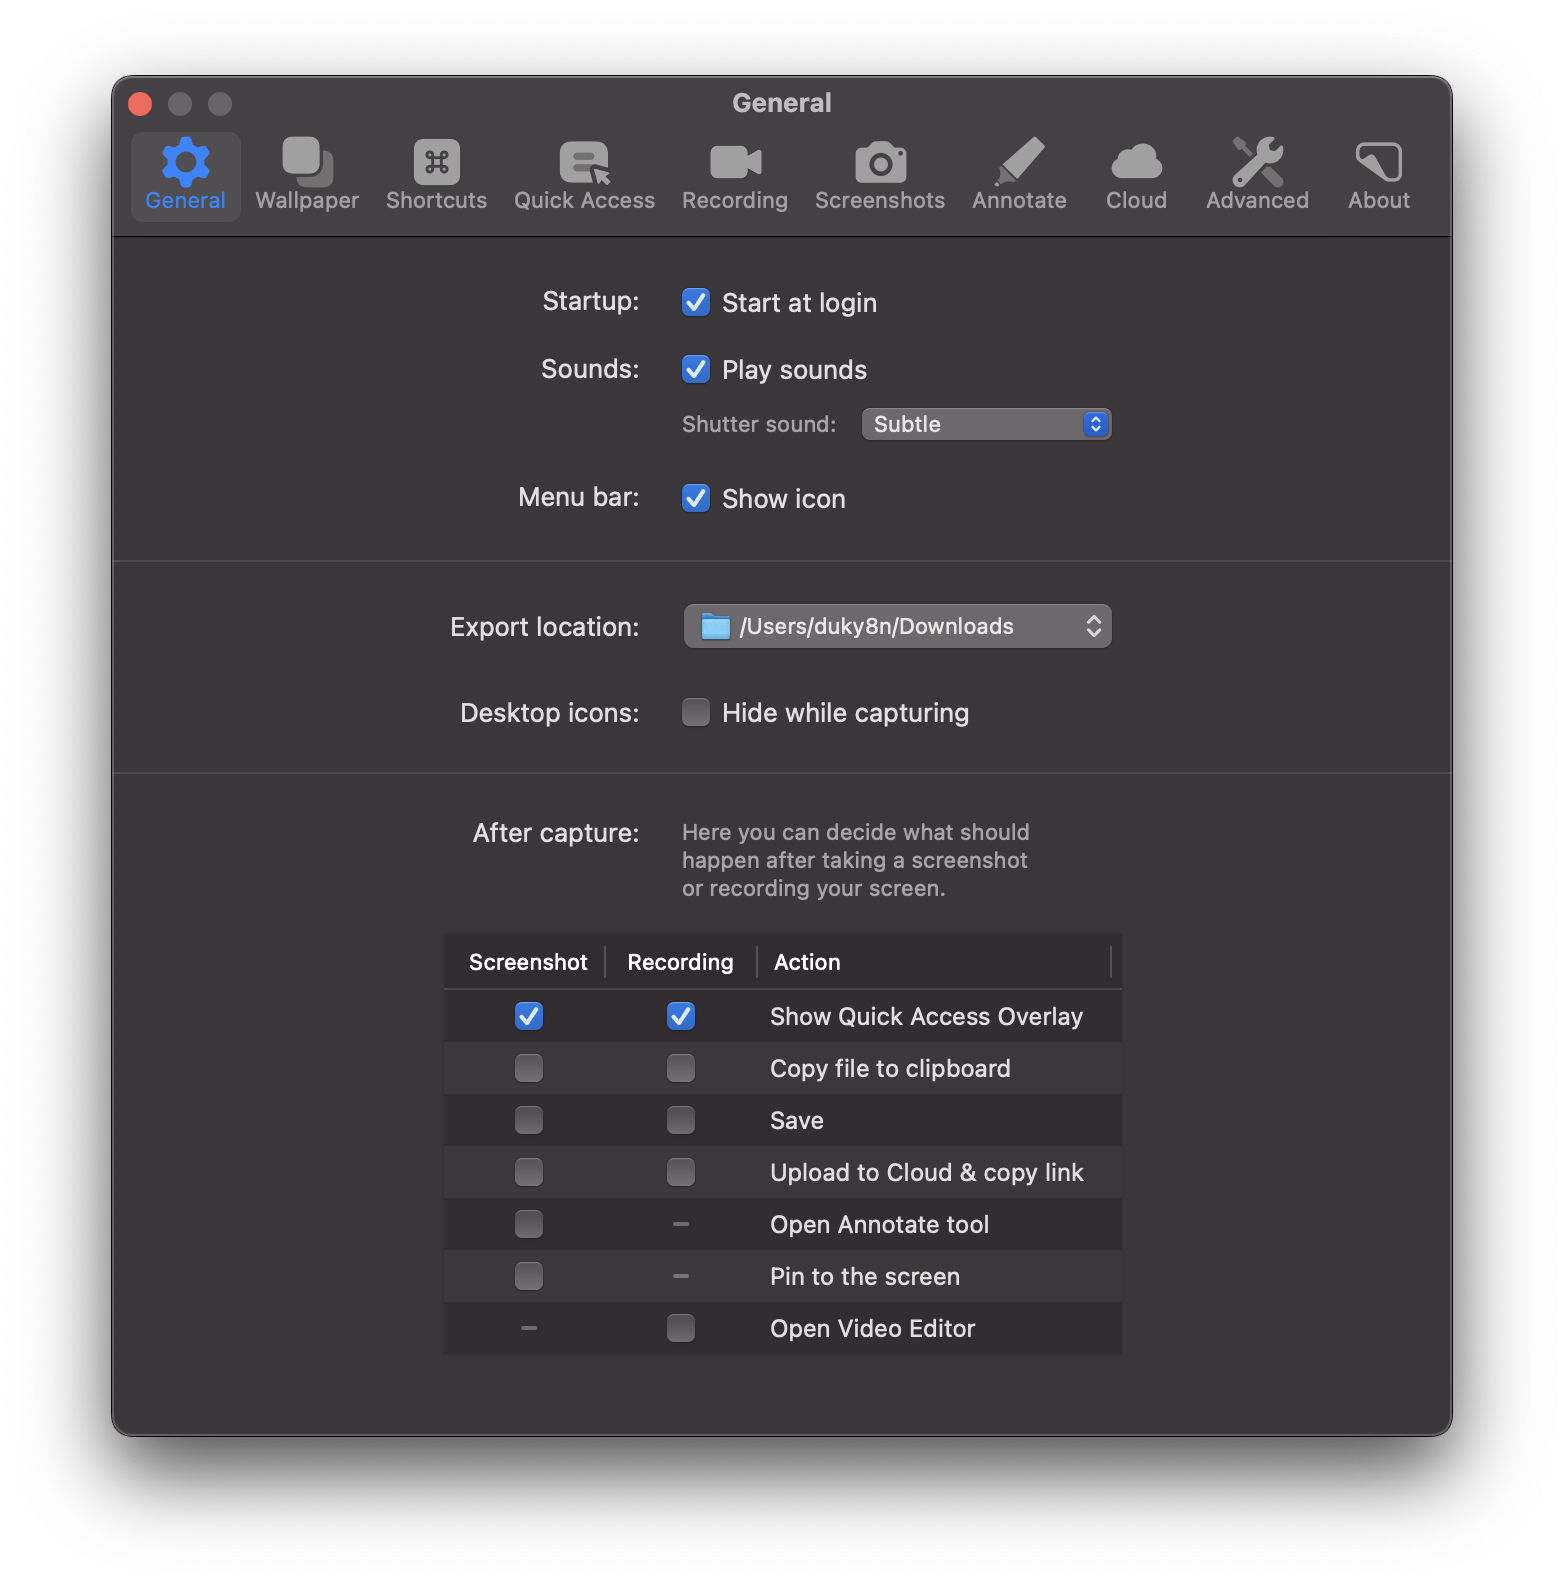 General
General Wallpaper Shortcuts Quick Access Recording Screenshots Annotate Cloud Advanced About
Startup: Start at login
Sounds: Play sounds
Shutter sound: Subtle
Menu bar: Show icon
Export location: /Users/duky8n/Downloads
Desktop icons: Hide while capturing
After capture: Here you can decide what should
happen after taking a screenshot
or recording your screen.
Screenshot Recording Action
Show Quick Access Overlay
Copy file to clipboard
Save
Upload to Cloud & copy link
Open Annotate tool
Pin to the screen
Open Video Editor